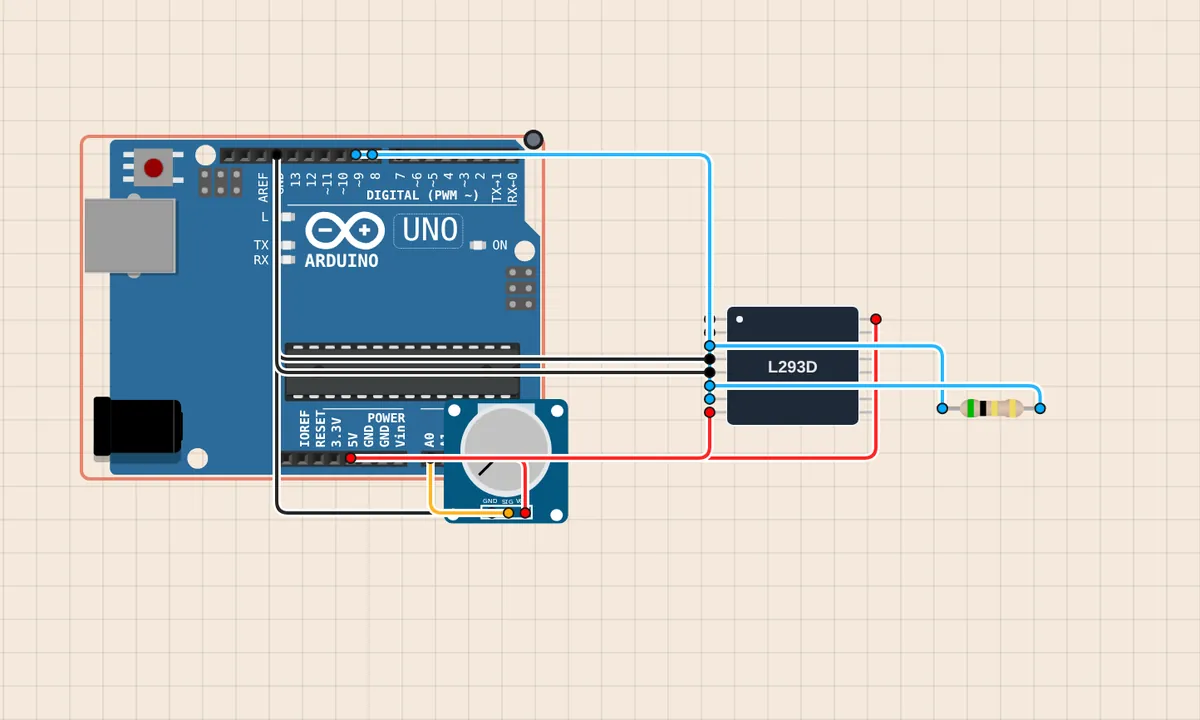 AREF
GND
13
12
~11
~10
~9
8
7
~6
~5
4
~3
2
TX→1
RX←0
DIGITAL (PWM ~)
L
TX
RX
UNO
ON
ARDUINO
L293D
IOREF
RESET
3.3V
5V
GND
GND
Vin
POWER
A0
GND SIG